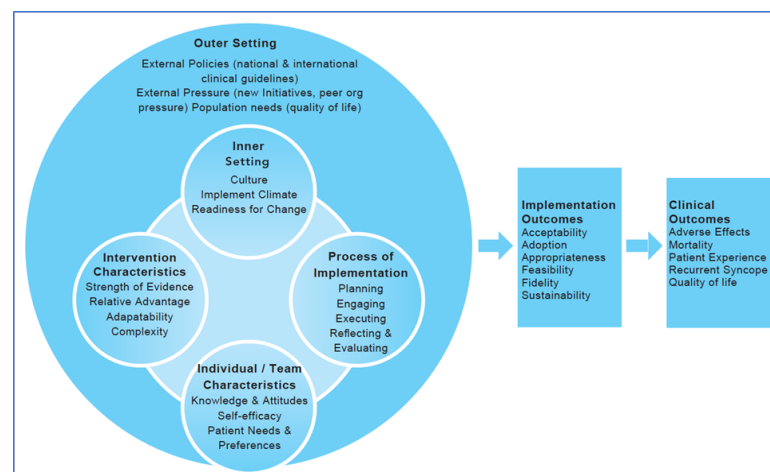 Outer Setting
External Policies (national & international
clinical guidelines)
External Pressure (new Initiatives, peer org
pressure) Population needs (quality of life)
Inner
Setting
Culture
Implement Climate
Readiness for Change
Intervention
Characteristics
Strength of Evidence
Relative Advantage
Adapatability
Complexity
Process of
Implementation
Planning
Engaging
Executing
Reflecting &
Evaluating
Individual / Team
Characteristics
Knowledge & Attitudes
Self-efficacy
Patient Needs &
Preferences
Implementation
Outcomes
Acceptability
Adoption
Appropriateness
Feasibility
Fidelity
Sustainability
Clinical
Outcomes
Adverse Effects
Mortality
Patient Experience
Recurrent Syncope
Quality of life